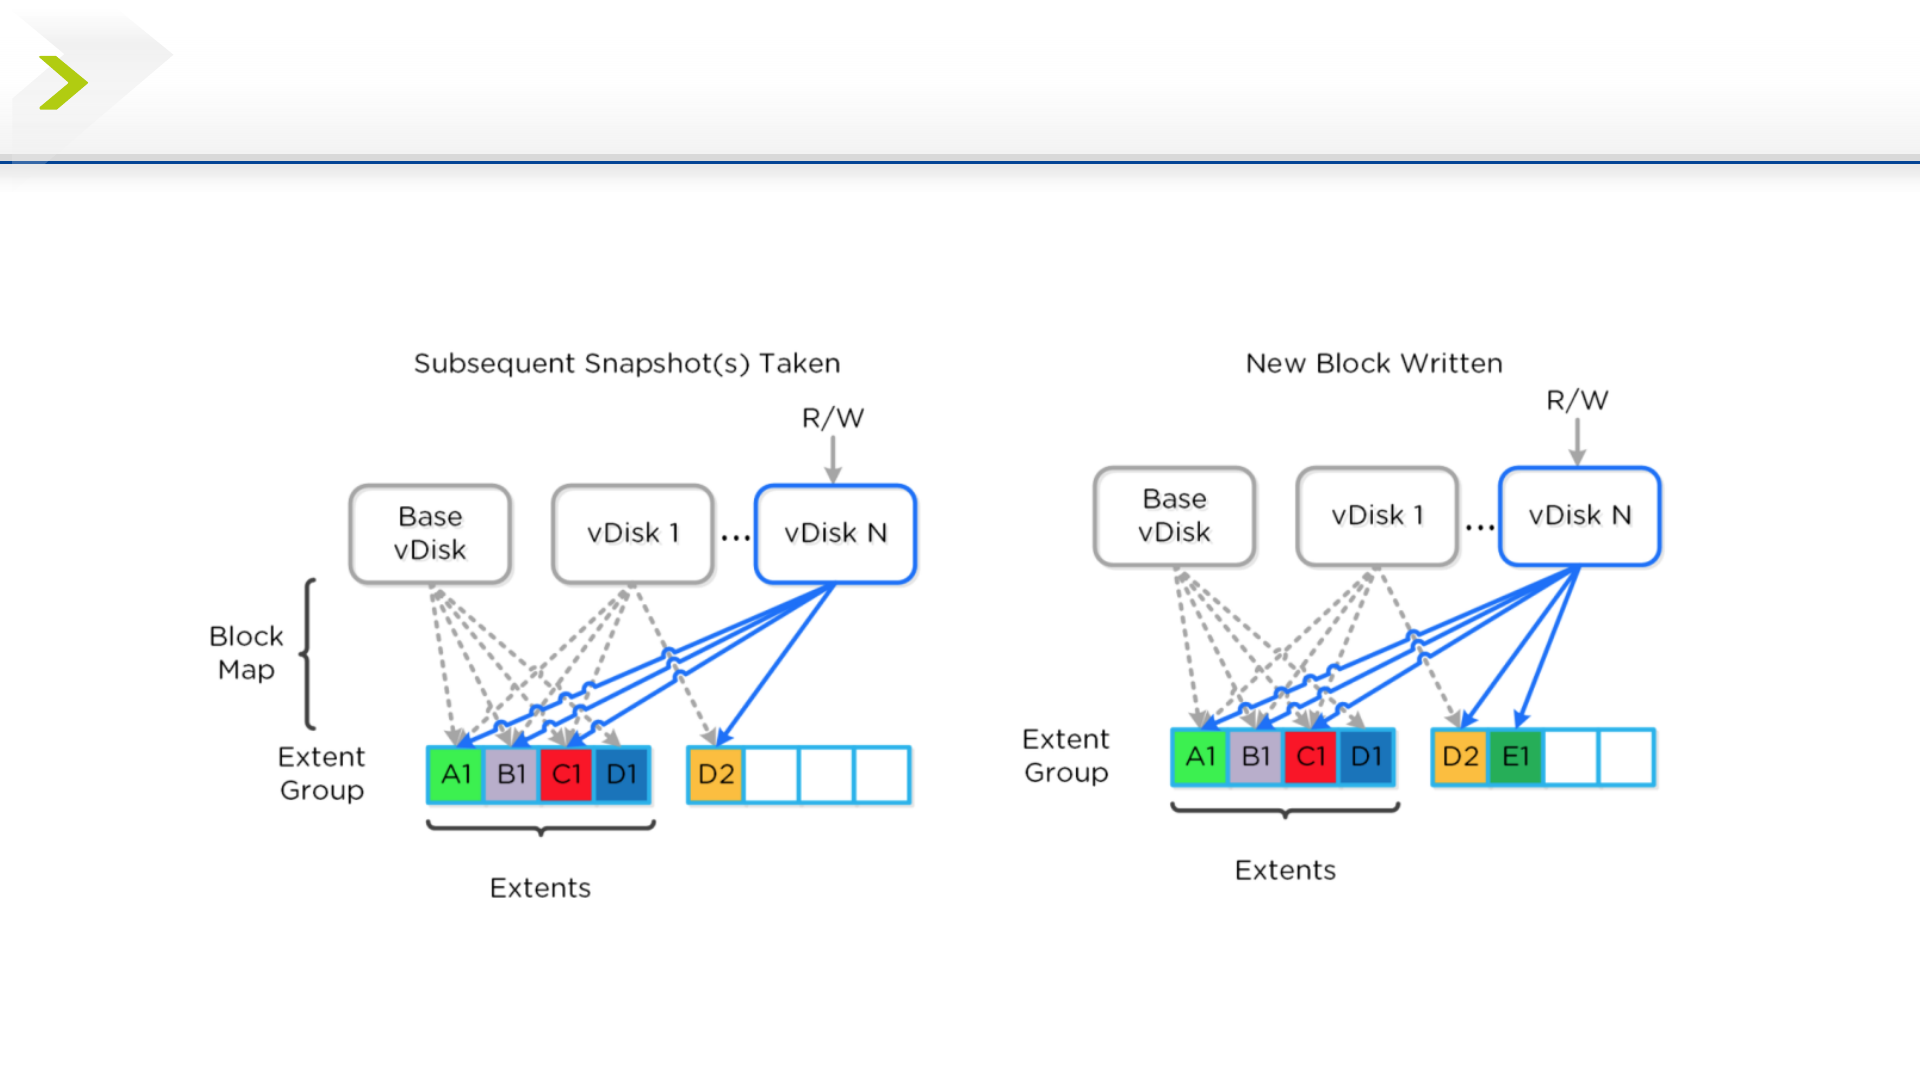 Subsequent Snapshot(s) Taken
R/W
Base
vDisk
vDisk 1
...
vDisk N
Block
Map
Extent
Group
A1
B1
C1
D1
D2
Extents
New Block Written
R/W
Base
vDisk
vDisk 1
...
vDisk N
Extent
Group
A1
B1
C1
D1
D2
E1
Extents